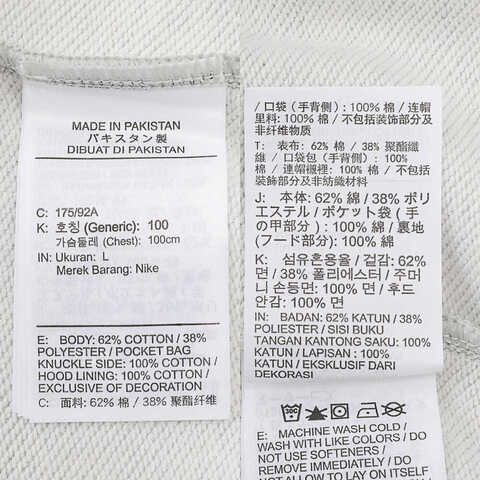 MADE IN PAKISTAN
パキスタン製
DIBUAT DI PAKISTAN
C: 175/92A
K: 호칭 (Generic): 100
가슴둘레 (Chest): 100cm
IN: Ukuran: L
Merek Barang: Nike
E: BODY: 62% COTTON / 38%
POLYESTER / POCKET BAG
KNUCKLE SIDE: 100% COTTON /
HOOD LINING: 100% COTTON /
EXCLUSIVE OF DECORATION
C: 面料: 62% 棉 / 38% 聚酯纤维
/ 口袋 (手背侧) : 100% 棉 / 连帽
里料: 100% 棉 / 不包括装饰部分及
非纤维物质
T: 表布: 62% 棉 / 38% 聚酯纖
維 / 口袋包 (手背側) : 100%
棉 / 連帽襯裡: 100% 棉 / 不包括
裝飾部分及非紡織材料
J: 本体: 62% 綿 / 38% ポリ
エステル / ポケット袋 ( 手
の甲部分 ) : 100% 綿 / 裏地
(フード部分): 100% 綿
K: 섬유혼용율 / 겉감: 62%
면 / 38% 폴리에스터 / 주머
니 손등면: 100% 면 / 후드
안감: 100% 면
IN: BADAN: 62% KATUN / 38%
POLIESTER / SISI BUKU
TANGAN KANTONG SAKU: 100%
KATUN / LAPISAN : 100%
KATUN / EKSKLUSIF DARI
DEKORASI
30C
E: MACHINE WASH COLD /
WASH WITH LIKE COLORS / DO
NOT USE SOFTENERS /
REMOVE IMMEDIATELY / DO
NOT ALLOW TO LAY ON ITSELF